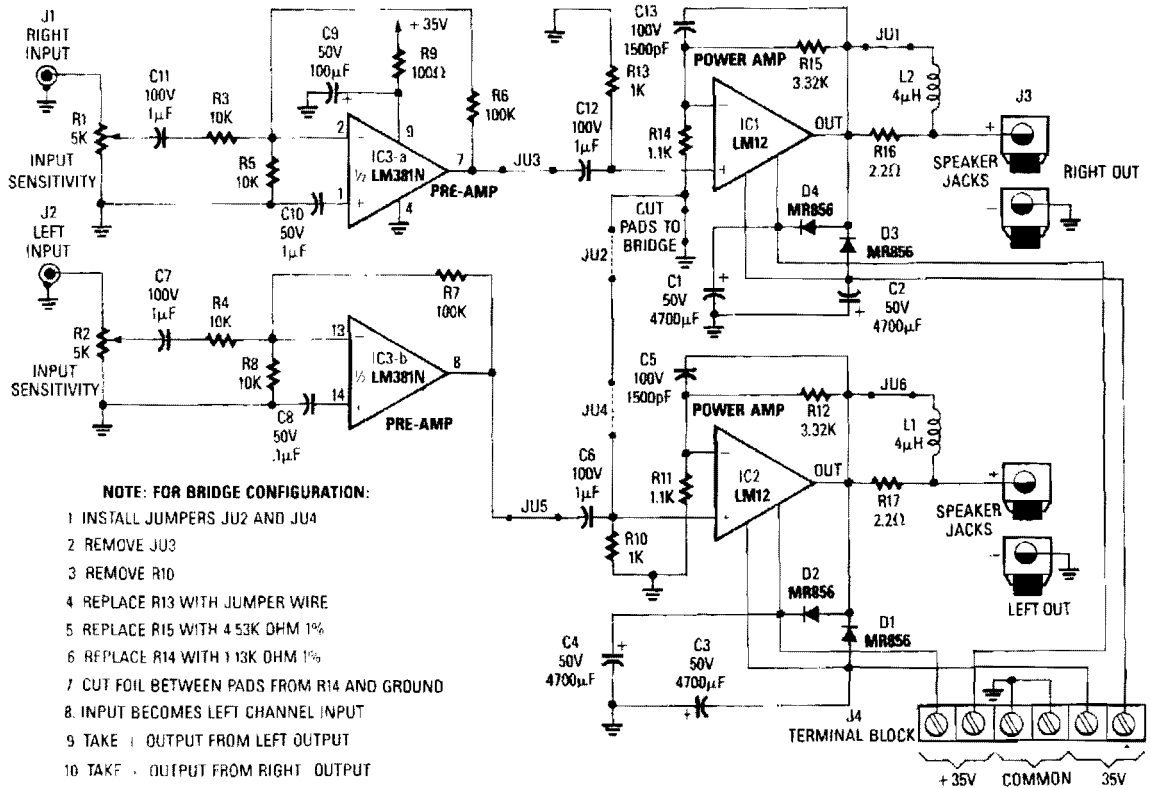 J1
RIGHT
INPUT
C11
100V
1µF
R3
10K
R1
5K
INPUT
SENSITIVITY
R5
10K
C9
50V
100µF
+ 35V
R9
100Ω
R6
100K
2
9
IC3-a
½
LM381N
7
PRE-AMP
1
4
C10
50V
1µF
JU3
C12
100V
1µF
R13
1K
C13
100V
1500pF
POWER AMP
R15
3.32K
JU1
L2
4µH
R14
1.1K
IC1
LM12
OUT
R16
2.2Ω
J3
+
SPEAKER
JACKS
RIGHT OUT
-
CUT
PADS TO
BRIDGE
JU2
D4
MR856
D3
MR856
C1
50V
4700µF
C2
50V
4700µF
J2
LEFT
INPUT
C7
100V
1µF
R4
10K
R2
5K
INPUT
SENSITIVITY
R8
10K
R7
100K
13
IC3-b
LM381N
8
14
PRE-AMP
C8
50V
.1µF
JU4
C5
100V
1500pF
POWER AMP
R12
3.32K
JU6
L1
4µH
C6
100V
1µF
R11
1.1K
IC2
LM12
OUT
R17
2.2Ω
+
SPEAKER
JACKS
-
LEFT OUT
JU5
R10
1K
D2
MR856
D1
MR856
C4
50V
4700µF
C3
50V
4700µF
J4
TERMINAL BLOCK
+ 35V
COMMON
35V
NOTE: FOR BRIDGE CONFIGURATION:
1 INSTALL JUMPERS JU2 AND JU4
2 REMOVE JU3
3 REMOVE R10
4 REPLACE R13 WITH JUMPER WIRE
5 REPLACE R15 WITH 4 53K OHM 1%
6 REPLACE R14 WITH 1 13K OHM 1%
7 CUT FOIL BETWEEN PADS FROM R14 AND GROUND
8. INPUT BECOMES LEFT CHANNEL INPUT
9 TAKE OUTPUT FROM LEFT OUTPUT
10 TAKE OUTPUT FROM RIGHT OUTPUT